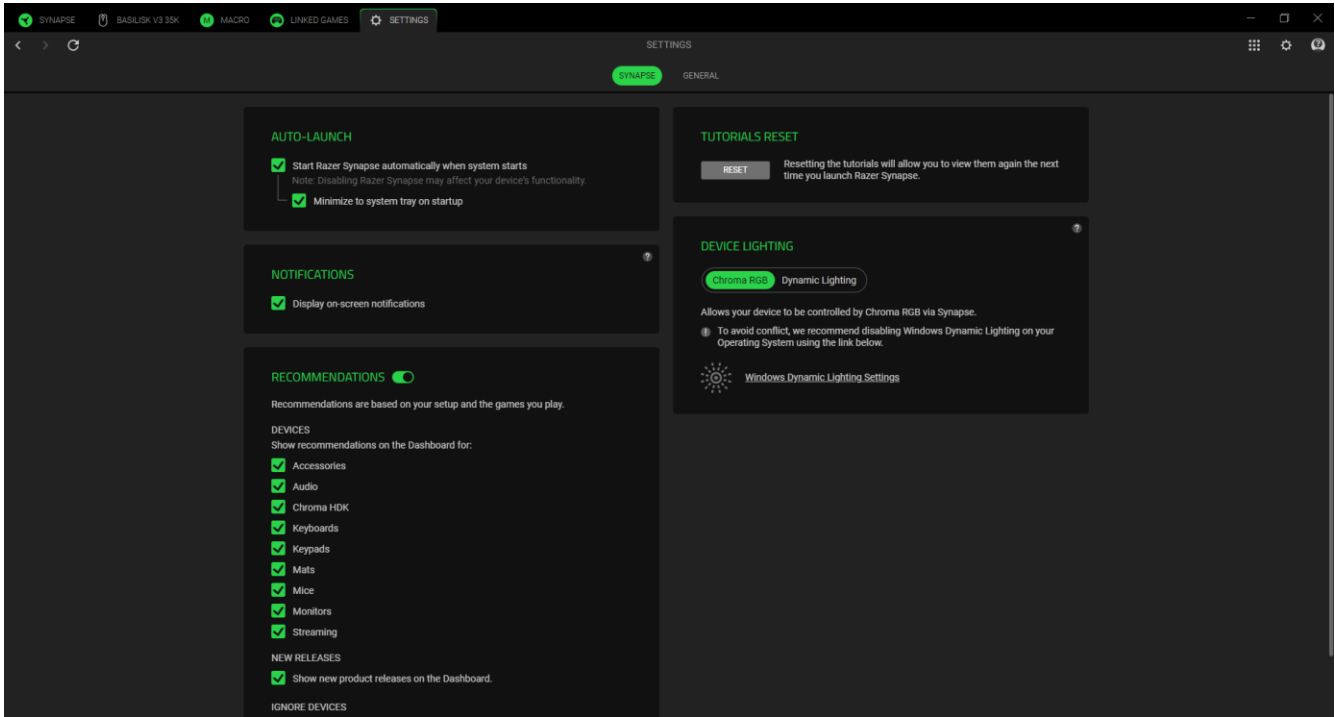 SYNAPSE
BASILISK V3 35K
M
MACRO
LINKED GAMES
SETTINGS
SETTINGS
SYNAPSE
GENERAL
AUTO-LAUNCH
Start Razer Synapse automatically when system starts
Note: Disabling Razer Synapse may affect your device's functionality.
Minimize to system tray on startup
?
NOTIFICATIONS
Display on-screen notifications
RECOMMENDATIONS
Recommendations are based on your setup and the games you play.
DEVICES
Show recommendations on the Dashboard for:
Accessories
Audio
Chroma HDK
Keyboards
Keypads
Mats
Mice
Monitors
Streaming
NEW RELEASES
Show new product releases on the Dashboard.
IGNORE DEVICES
TUTORIALS RESET
RESET
Resetting the tutorials will allow you to view them again the next
time you launch Razer Synapse.
?
DEVICE LIGHTING
Chroma RGB
Dynamic Lighting
Allows your device to be controlled by Chroma RGB via Synapse.
! To avoid conflict, we recommend disabling Windows Dynamic Lighting on your
Operating System using the link below.
Windows Dynamic Lighting Settings